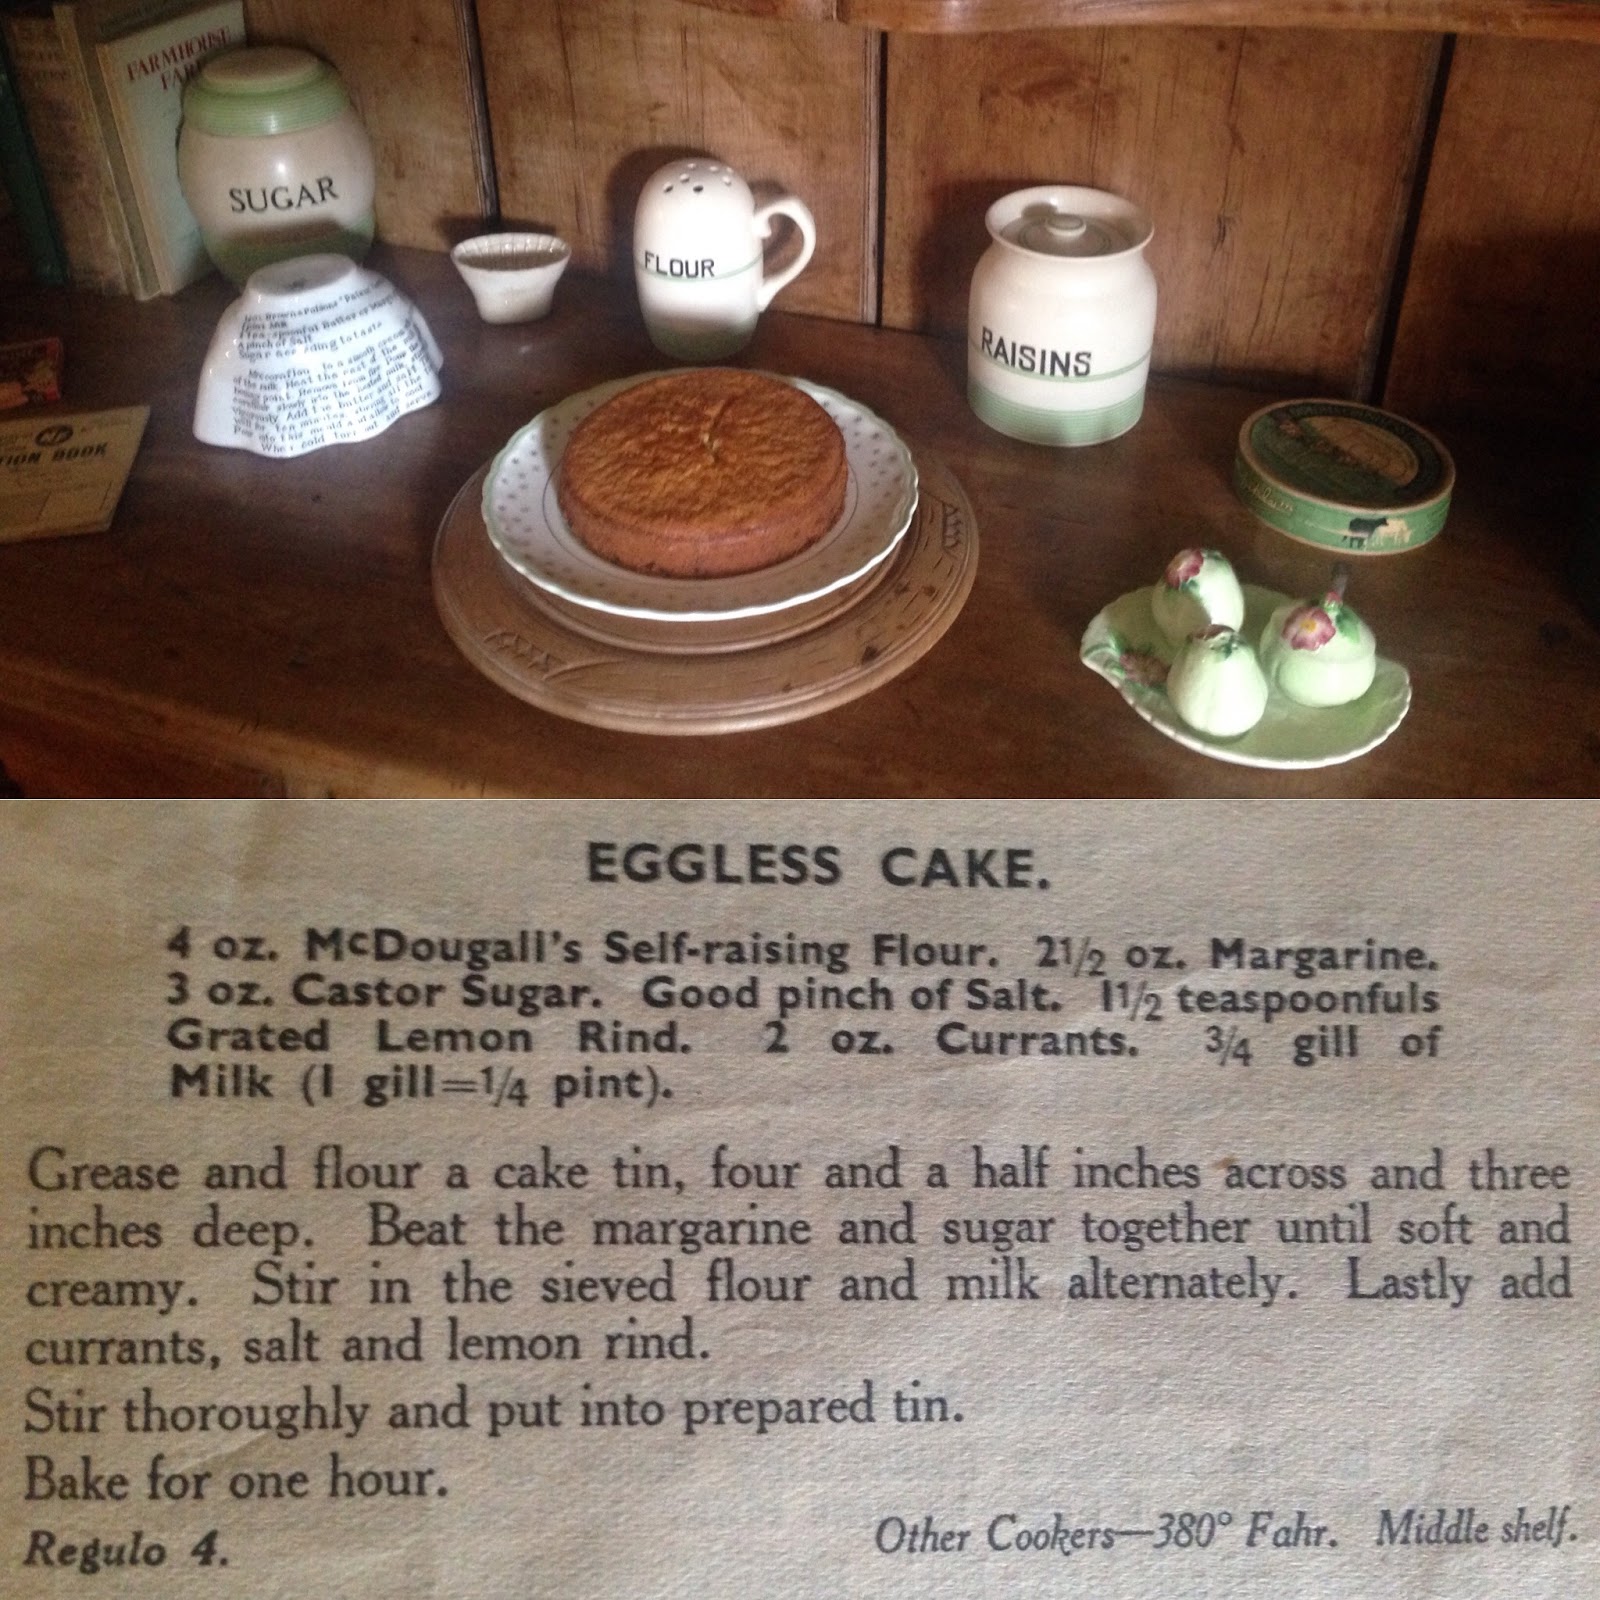 FARMHOUSE
FARE
SUGAR
FLOUR
RAISINS
TION BOOK
pint Milk
A pinch of Salt
EGGLESS CAKE.
4 oz. McDougall's Self-raising Flour. 2½ oz. Margarine.
3 oz. Castor Sugar. Good pinch of Salt. 1½ teaspoonfuls
Grated Lemon Rind. 2 oz. Currants. ¾ gill of
Milk (1 gill=¼ pint).
Grease and flour a cake tin, four and a half inches across and three
inches deep. Beat the margarine and sugar together until soft and
creamy. Stir in the sieved flour and milk alternately. Lastly add
currants, salt and lemon rind.
Stir thoroughly and put into prepared tin.
Bake for one hour.
Regulo 4.
Other Cookers—380° Fahr. Middle shelf.